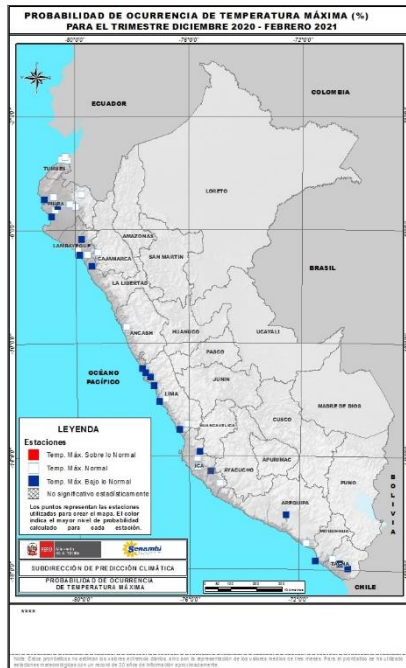 PROBABILIDAD DE OCURRENCIA DE TEMPERATURA MÁXIMA (%)
PARA EL TRIMESTRE DICIEMBRE 2020 - FEBRERO 2021
ECUADOR
COLOMBIA
TUMBES
PIURA
LORETO
LAMBAYEQUE
AMAZONAS
CAJAMARCA
SAN MARTIN
BRASIL
LA LIBERTAD
ANCASH
HUANUCO
UCAYALI
PASCO
OCÉANO
PACÍFICO
JUNIN
LIMA
MADRE DE DIOS
CUSCO
HUANCAVELICA
APURIMAC
ICA
AYACUCHO
PUNO
AREQUIPA
TACNA
CHILE
LEYENDA
Estaciones
Temp. Máx. Sobre lo Normal
Temp. Máx. Normal
Temp. Máx. Bajo lo Normal
No significativo estadísticamente
Los puntos representan las estaciones
utilizadas para crear el mapa. El color
indica el mayor nivel de probabilidad
calculado para cada estación.
PERÚ
Senamhi
SUBDIRECCIÓN DE PREDICCIÓN CLIMÁTICA
PROBABILIDAD DE OCURRENCIA
DE TEMPERATURA MÁXIMA